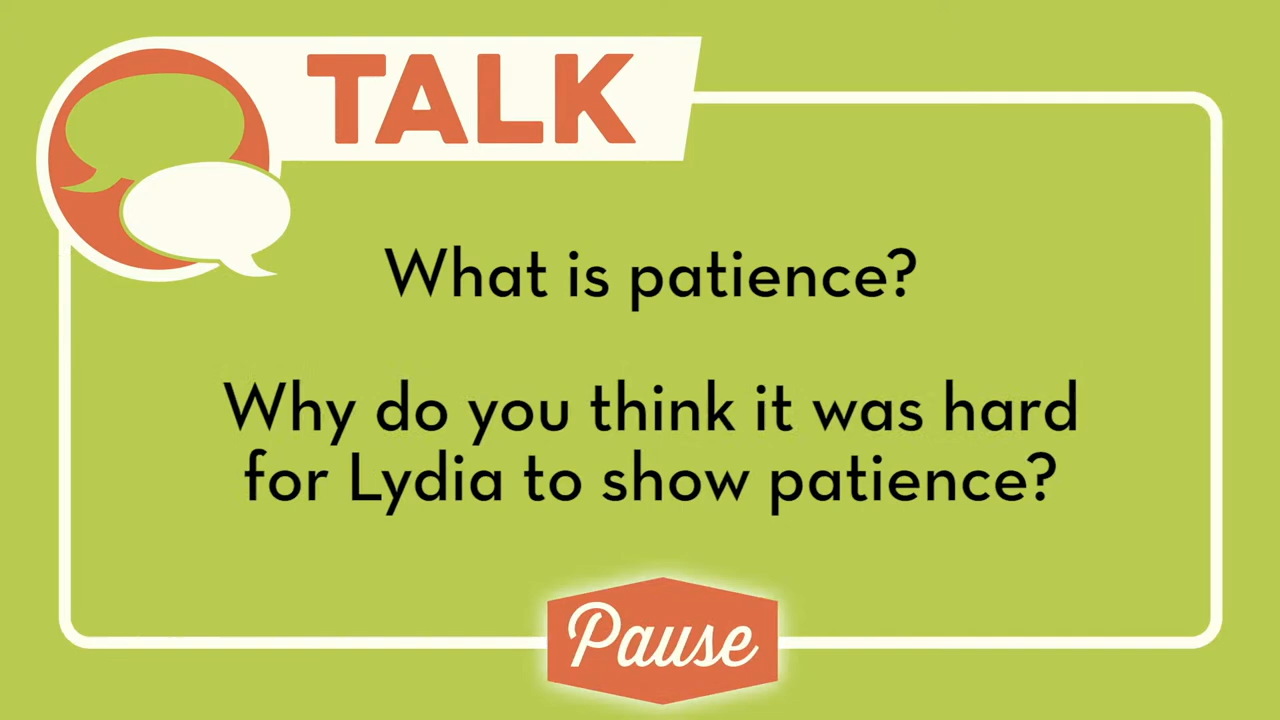 TALK
What is patience?
Why do you think it was hard
for Lydia to show patience?
Pause